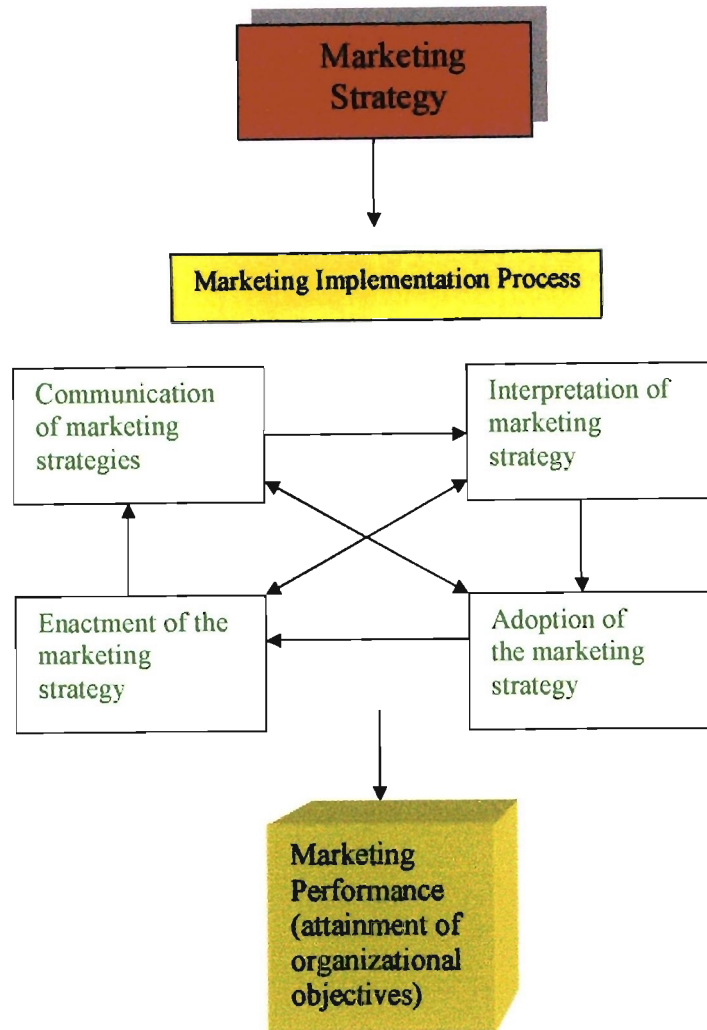 Marketing
Strategy
Marketing Implementation Process
Communication
of marketing
strategies
Interpretation of
marketing
strategy
Enactment of the
marketing
strategy
Adoption of
the marketing
strategy
Marketing
Performance
(attainment of
organizational
objectives)